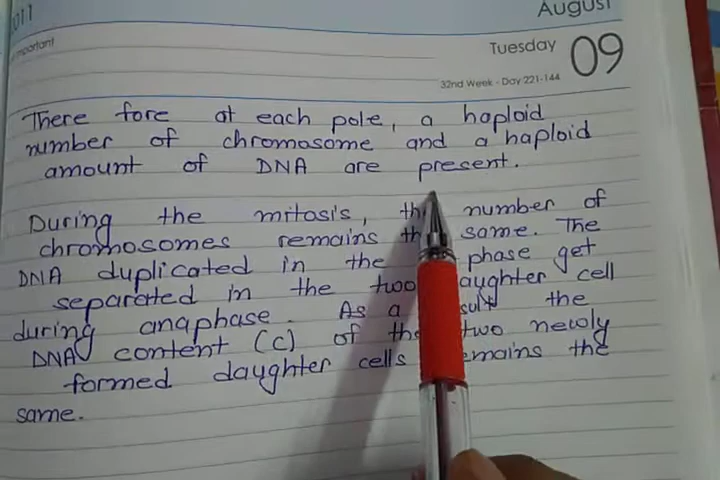 011
August
Important
Tuesday 09
32nd Week - Day 221-144
There fore at each pole, a haploid
number of chromosome and a haploid
amount of DNA are present.
During the mitosis, the number of
chromosomes remains the same. The
DNA duplicated in the phase get
separated in the two daughter cell
during anaphase. As a result the
DNA content (c) of the two newly
formed daughter cells remains the
same.